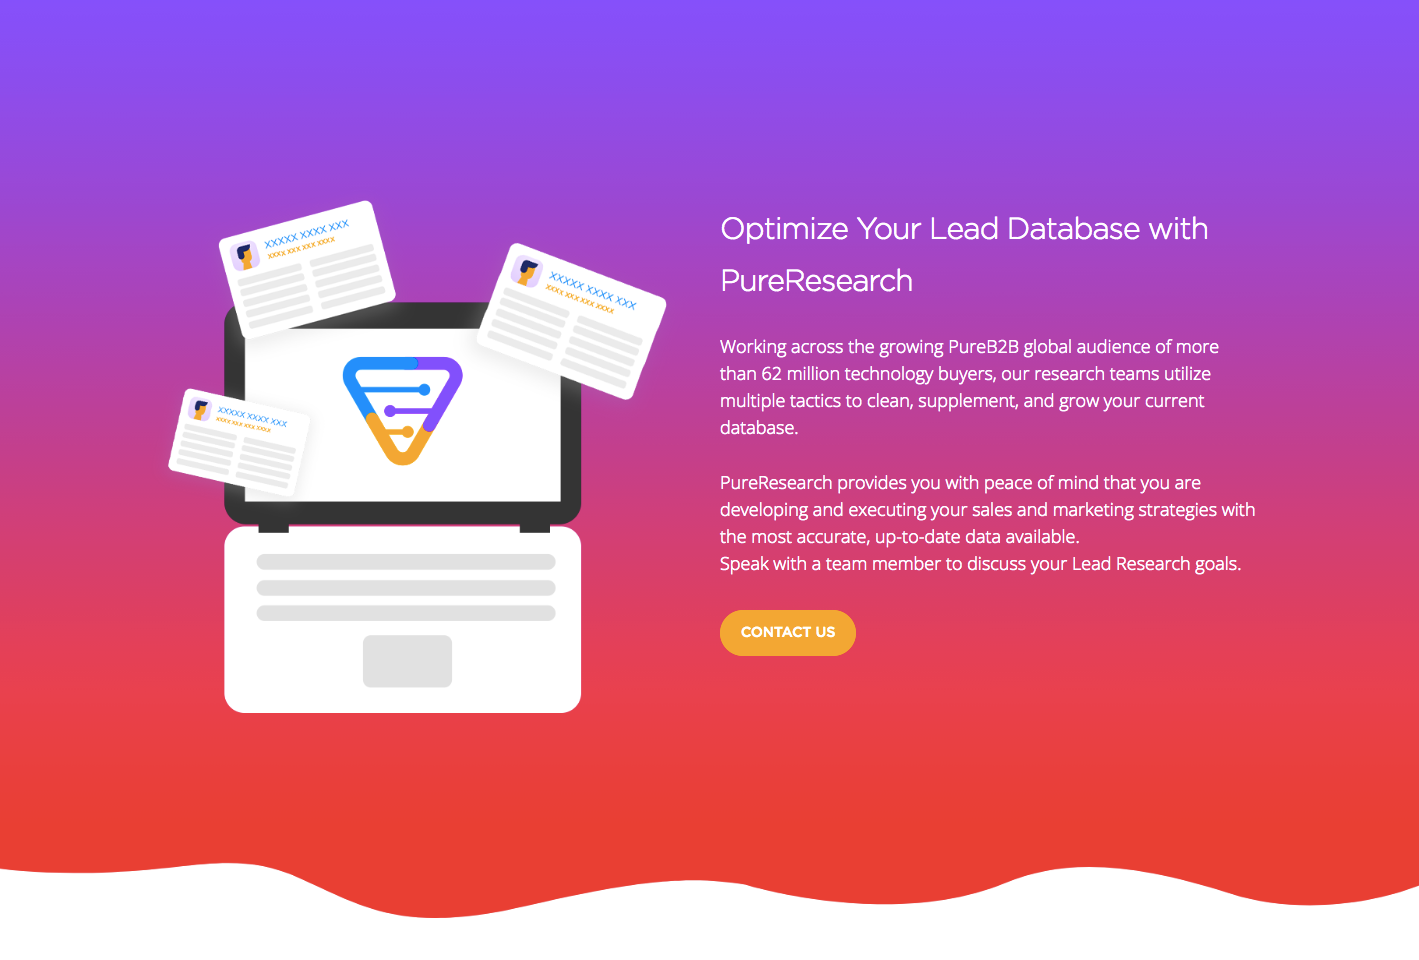 XXXXX XXXX XXX
XXXX XXX XXX XXXX
XXXXX XXXX XXX
XXXX XXX XXX XXXX
XXXXX XXXX XXX
XXXX XXX XXX XXXX
Optimize Your Lead Database with
PureResearch
Working across the growing PureB2B global audience of more
than 62 million technology buyers, our research teams utilize
multiple tactics to clean, supplement, and grow your current
database.
PureResearch provides you with peace of mind that you are
developing and executing your sales and marketing strategies with
the most accurate, up-to-date data available.
Speak with a team member to discuss your Lead Research goals.
CONTACT US